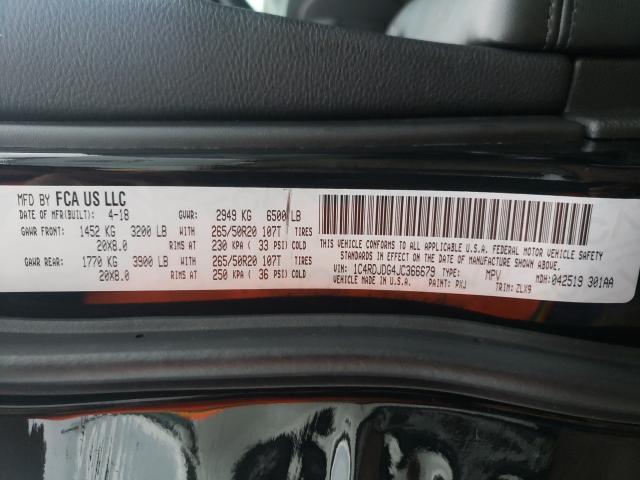 MFD BY FCA US LLC
DATE OF MFR(BUILT): 4-18 GVWR: 2949 KG 6500 LB
GAWR FRONT: 1452 KG 3200 LB WITH 265/50R20 107T TIRES
20X8.0 RIMS AT 230 KPA ( 33 PSI) COLD
GAWR REAR: 1770 KG 3900 LB WITH 265/50R20 107T TIRES
20X8.0 RIMS AT 250 KPA ( 36 PSI) COLD
THIS VEHICLE CONFORMS TO ALL APPLICABLE U.S.A. FEDERAL MOTOR VEHICLE SAFETY
STANDARDS IN EFFECT ON THE DATE OF MANUFACTURE SHOWN ABOVE.
VIN: 1C4RDJDG4JC366679 TYPE: MPV MDH: 042519 301AA
VEHICLE MADE IN U.S.A. PAINT: PXJ TRIM: ZLX9